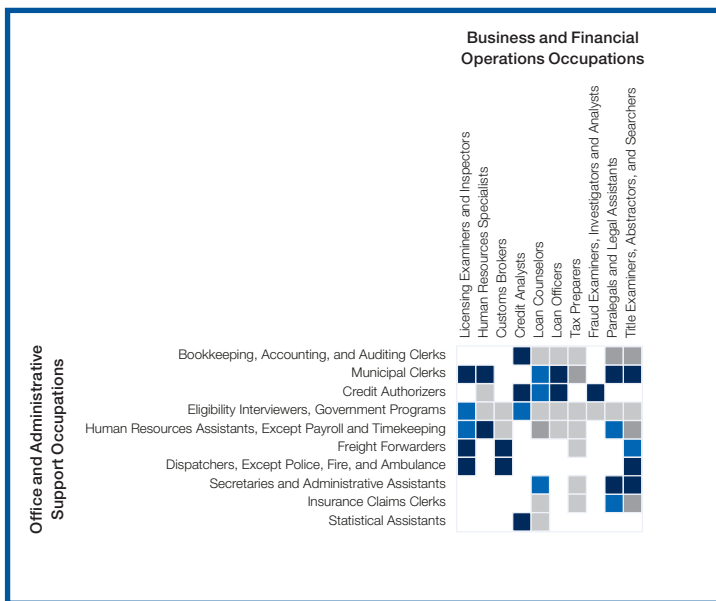 Business and Financial
Operations Occupations
Licensing Examiners and Inspectors
Human Resources Specialists
Customs Brokers
Credit Analysts
Loan Counselors
Loan Officers
Tax Preparers
Fraud Examiners, Investigators and Analysts
Paralegals and Legal Assistants
Title Examiners, Abstractors, and Searchers
Office and Administrative
Support Occupations
Bookkeeping, Accounting, and Auditing Clerks
Municipal Clerks
Credit Authorizers
Eligibility Interviewers, Government Programs
Human Resources Assistants, Except Payroll and Timekeeping
Freight Forwarders
Dispatchers, Except Police, Fire, and Ambulance
Secretaries and Administrative Assistants
Insurance Claims Clerks
Statistical Assistants